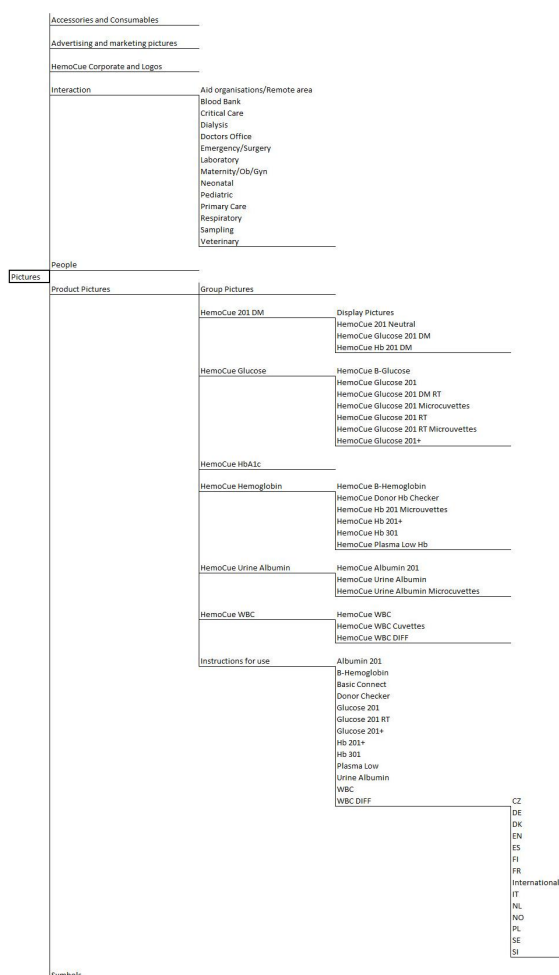 Accessories and Consumables
Advertising and marketing pictures
HemoCue Corporate and Logos
Interaction
Aid organisations/Remote area
Blood Bank
Critical Care
Dialysis
Doctors Office
Emergency/Surgery
Laboratory
Maternity/Ob/Gyn
Neonatal
Pediatric
Primary Care
Respiratory
Sampling
Veterinary
People
Pictures
Product Pictures
Group Pictures
HemoCue 201 DM
Display Pictures
HemoCue 201 Neutral
HemoCue Glucose 201 DM
HemoCue Hb 201 DM
HemoCue Glucose
HemoCue B-Glucose
HemoCue Glucose 201
HemoCue Glucose 201 DM RT
HemoCue Glucose 201 Microcuvettes
HemoCue Glucose 201 RT
HemoCue Glucose 201 RT Microuvettes
HemoCue Glucose 201+
HemoCue HbA1c
HemoCue Hemoglobin
HemoCue B-Hemoglobin
HemoCue Donor Hb Checker
HemoCue Hb 201 Microuvettes
HemoCue Hb 201+
HemoCue Hb 301
HemoCue Plasma Low Hb
HemoCue Urine Albumin
HemoCue Albumin 201
HemoCue Urine Albumin
HemoCue Urine Albumin Microcuvettes
HemoCue WBC
HemoCue WBC
HemoCue WBC Cuvettes
HemoCue WBC DIFF
Instructions for use
Albumin 201
B-Hemoglobin
Basic Connect
Donor Checker
Glucose 201
Glucose 201 RT
Glucose 201+
Hb 201+
Hb 301
Plasma Low
Urine Albumin
WBC
WBC DIFF
CZ
DE
DK
EN
ES
FI
FR
International
IT
NL
NO
PL
SE
SI
Symbols